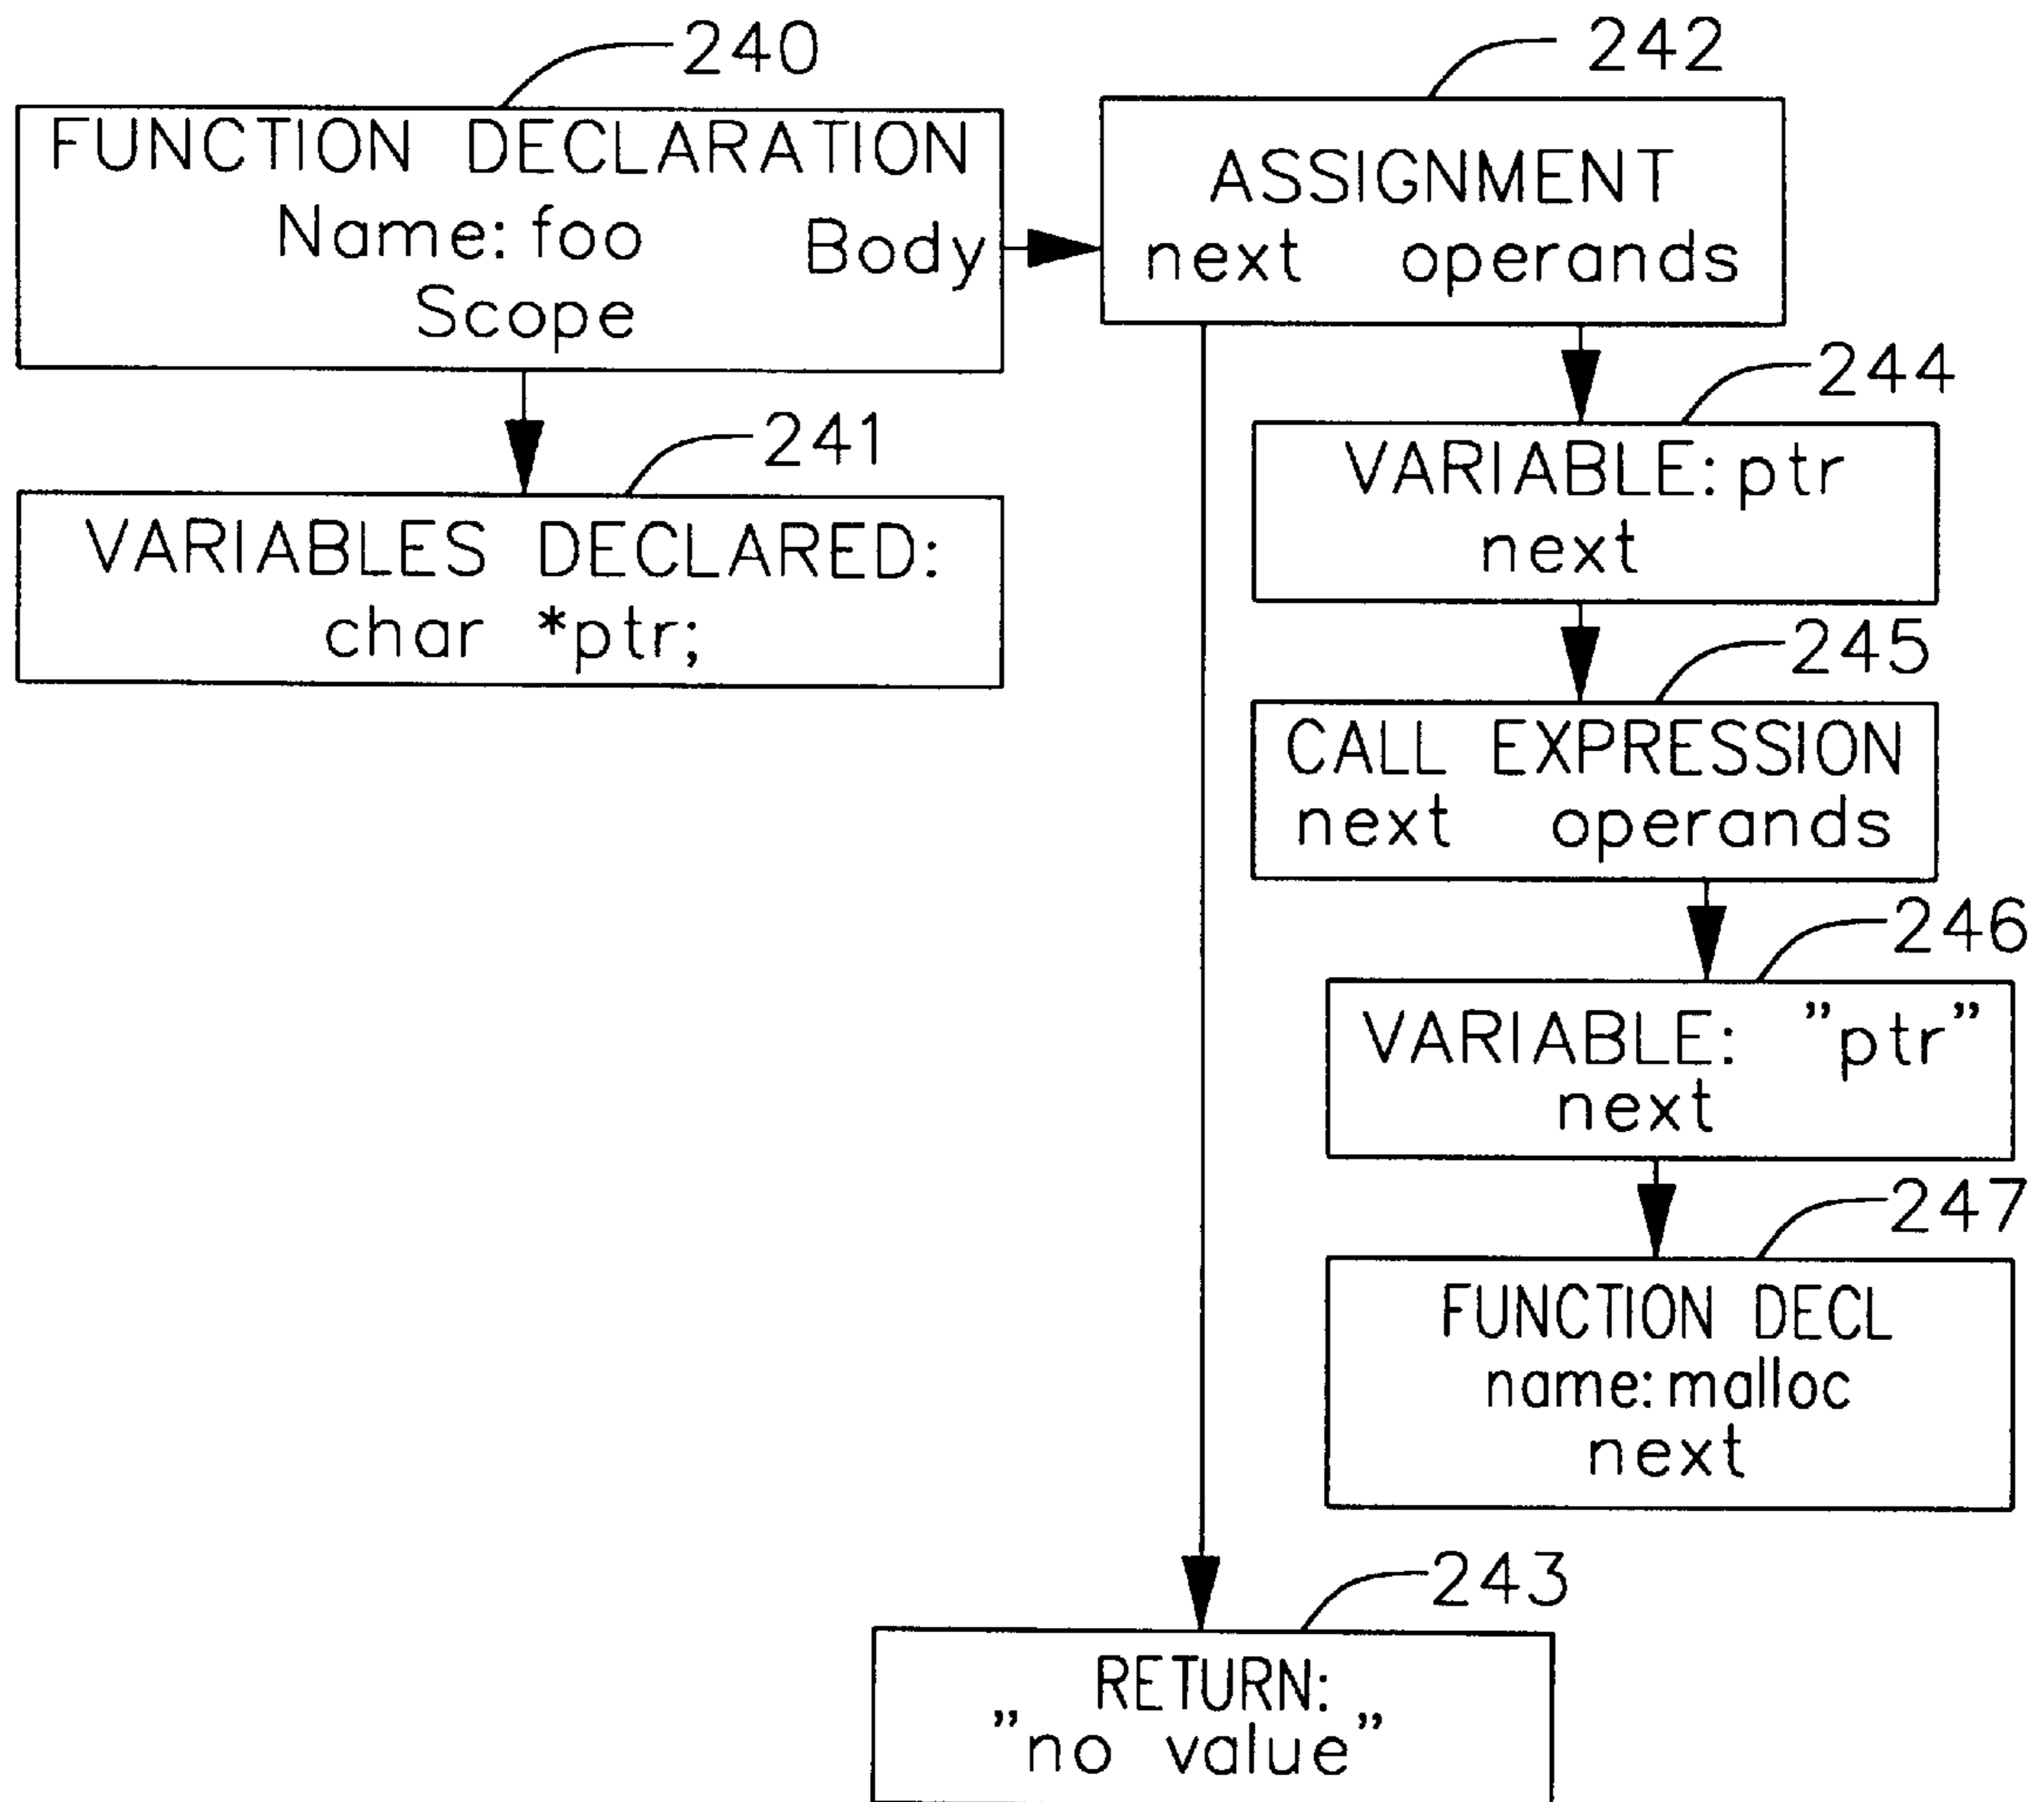 240
FUNCTION DECLARATION
Name: foo
Body
Scope
242
ASSIGNMENT
next operands
241
VARIABLES DECLARED:
char *ptr;
244
VARIABLE: ptr
next
245
CALL EXPRESSION
next operands
246
VARIABLE: ”ptr”
next
247
FUNCTION DECL
name: malloc
next
243
RETURN:
”no value”